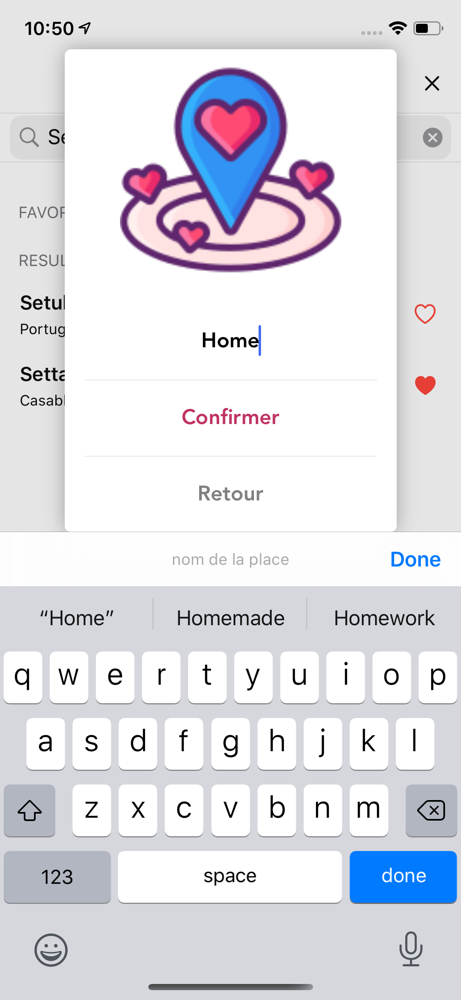 10:50
Se
FAVOR
RESUL
Setul
Portug
Setta
Casabl
Home
Confirmer
Retour
nom de la place Done
“Home” Homemade Homework
q w e r t y u i o p
a s d f g h j k l
z x c v b n m
123 space done